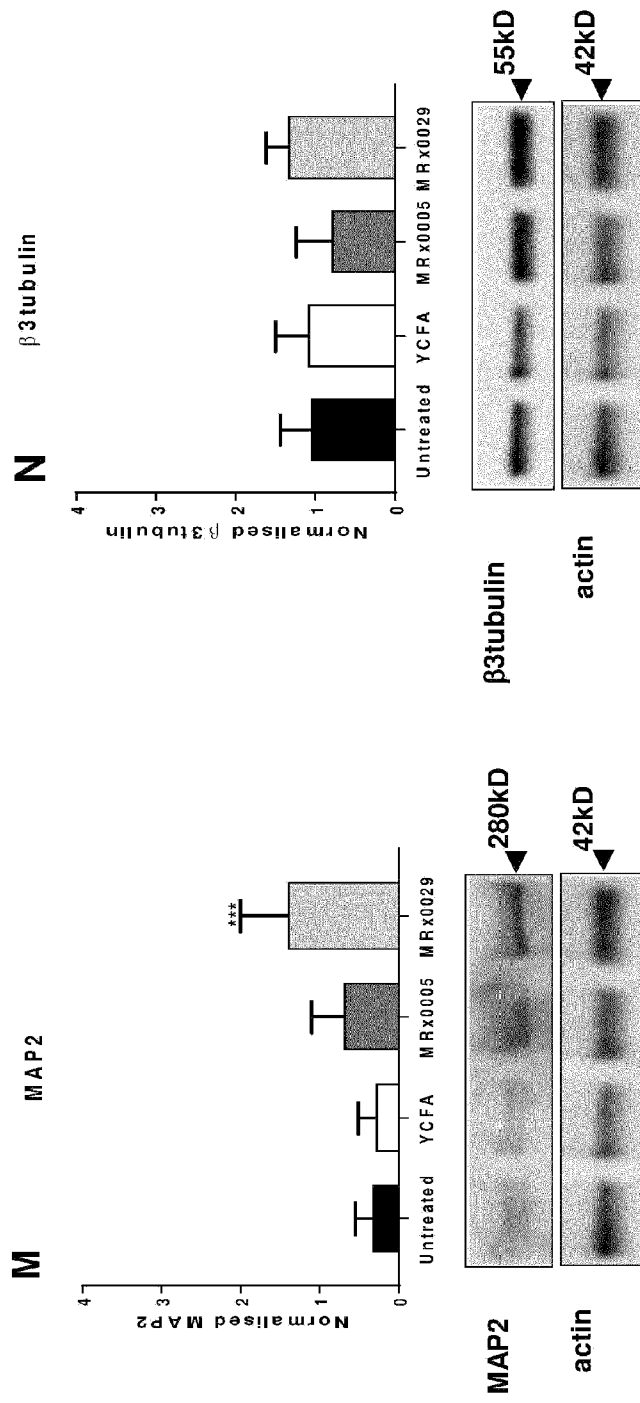 M
MAP2
Normalised MAP2
4
3
2
1
0
***
Untreated YCFA MRx0005 MRx0029
MAP2
280kD
actin
42kD
N
β3tubulin
Normalised β3tubulin
4
3
2
1
0
Untreated YCFA MRx0005 MRx0029
β3tubulin
55kD
actin
42kD